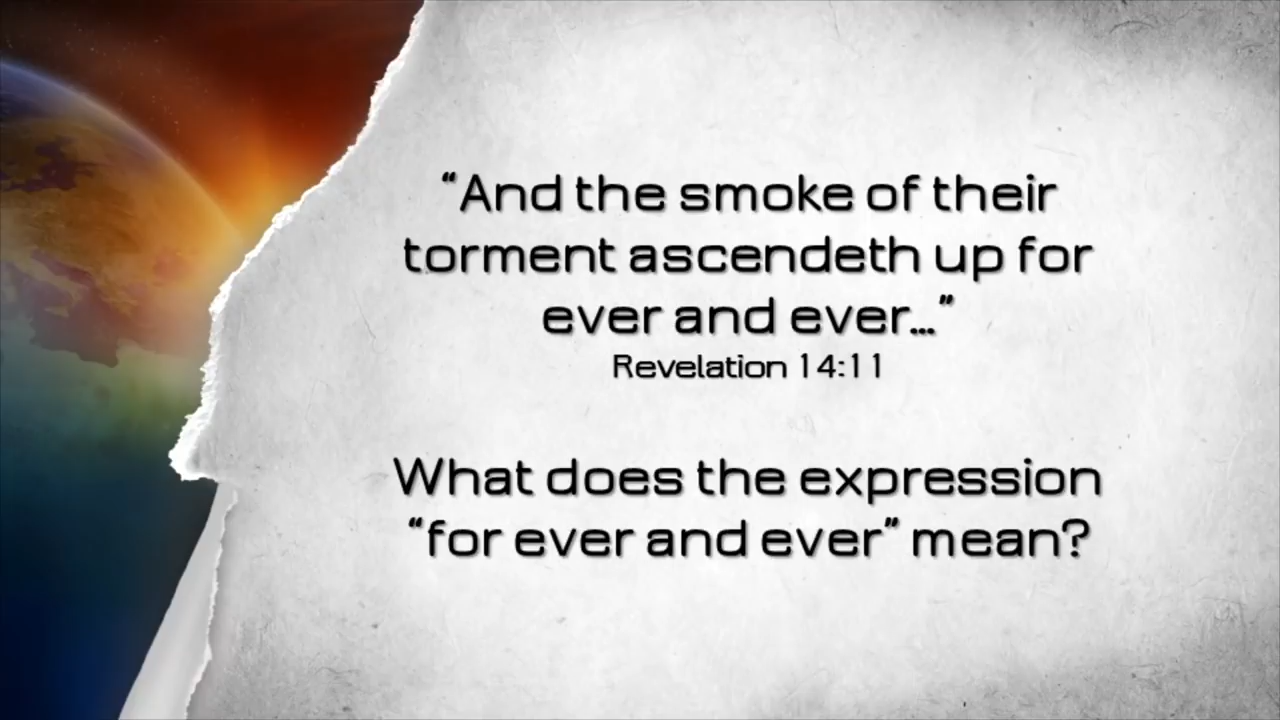 “And the smoke of their
torment ascendeth up for
ever and ever...”
Revelation 14:11
What does the expression
“for ever and ever” mean?